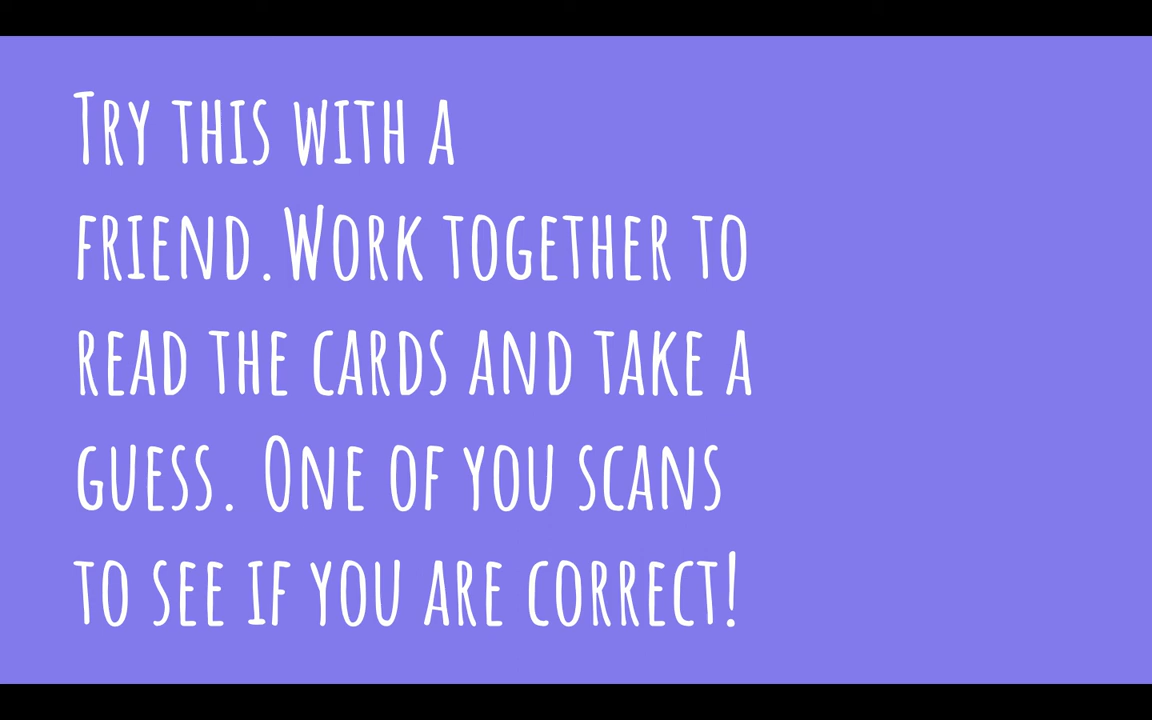 Try this with a
friend.Work together to
read the cards and take a
guess. One of you scans
to see if you are correct!